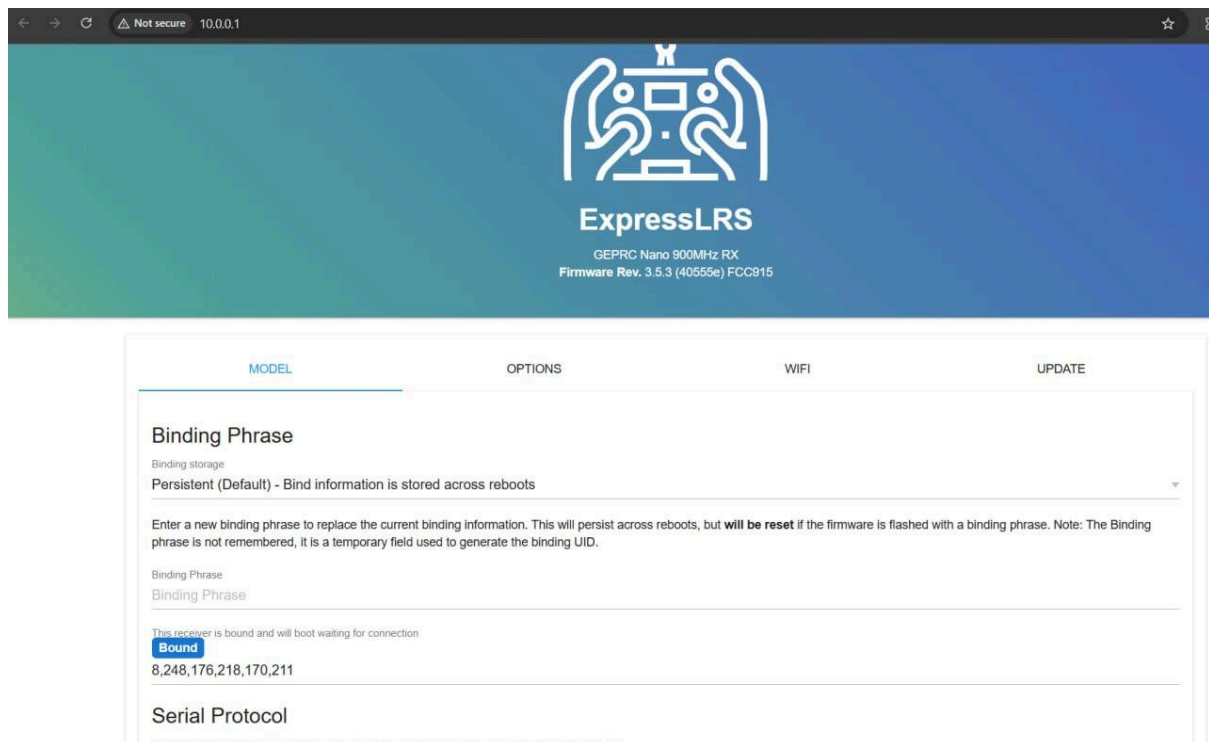 Not secure 10.0.0.1
ExpressLRS
GEPRC Nano 900MHz RX
Firmware Rev. 3.5.3 (40555e) FCC915
MODEL OPTIONS WIFI UPDATE
Binding Phrase
Binding storage
Persistent (Default) - Bind information is stored across reboots
Enter a new binding phrase to replace the current binding information. This will persist across reboots, but will be reset if the firmware is flashed with a binding phrase. Note: The Binding
phrase is not remembered, it is a temporary field used to generate the binding UID.
Binding Phrase
Binding Phrase
This receiver is bound and will boot waiting for connection
Bound
8,248,176,218,170,211
Serial Protocol